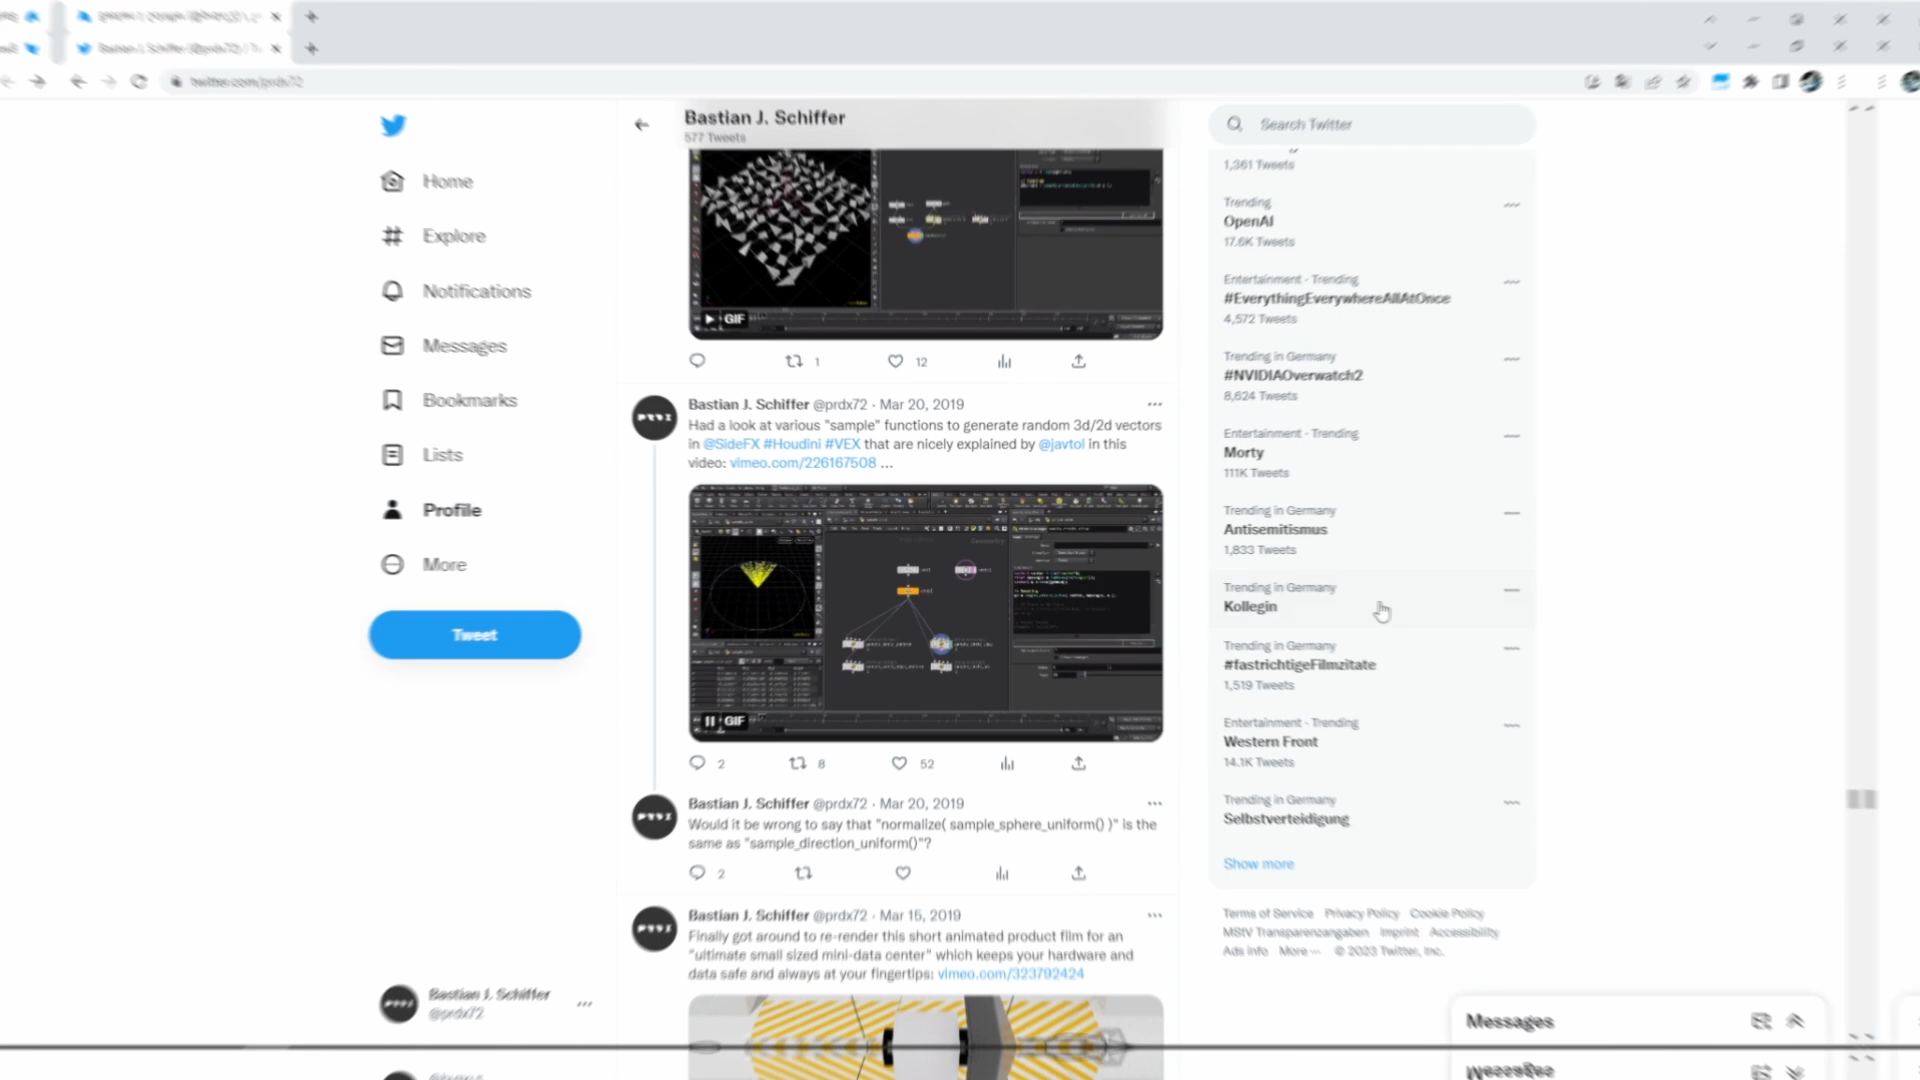 Bastian J. Schiffer (@prdx72) / T
twitter.com/prdx72
Home
Explore
Notifications
Messages
Bookmarks
Lists
Profile
More
Tweet
Bastian J. Schiffer
@prdx72
Bastian J. Schiffer
577 Tweets
GIF
1
12
Bastian J. Schiffer @prdx72 · Mar 20, 2019
Had a look at various "sample" functions to generate random 3d/2d vectors
in @SideFX #Houdini #VEX that are nicely explained by @javtol in this
video: vimeo.com/226167508 ...
Geometry
GIF
2
8
52
Bastian J. Schiffer @prdx72 · Mar 20, 2019
Would it be wrong to say that "normalize( sample_sphere_uniform() )" is the
same as "sample_direction_uniform()"?
2
Bastian J. Schiffer @prdx72 · Mar 15, 2019
Finally got around to re-render this short animated product film for an
"ultimate small sized mini-data center" which keeps your hardware and
data safe and always at your fingertips: vimeo.com/323792424
Search Twitter
1,361 Tweets
Trending
OpenAI
17.6K Tweets
Entertainment · Trending
#EverythingEverywhereAllAtOnce
4,572 Tweets
Trending in Germany
#NVIDIAOverwatch2
8,624 Tweets
Entertainment · Trending
Morty
111K Tweets
Trending in Germany
Antisemitismus
1,833 Tweets
Trending in Germany
Kollegin
Trending in Germany
#fastrichtigeFilmzitate
1,519 Tweets
Entertainment · Trending
Western Front
14.1K Tweets
Trending in Germany
Selbstverteidigung
Show more
Terms of Service Privacy Policy Cookie Policy
MStV Transparenzangaben Imprint Accessibility
Ads info More ··· © 2023 Twitter, Inc.
Messages